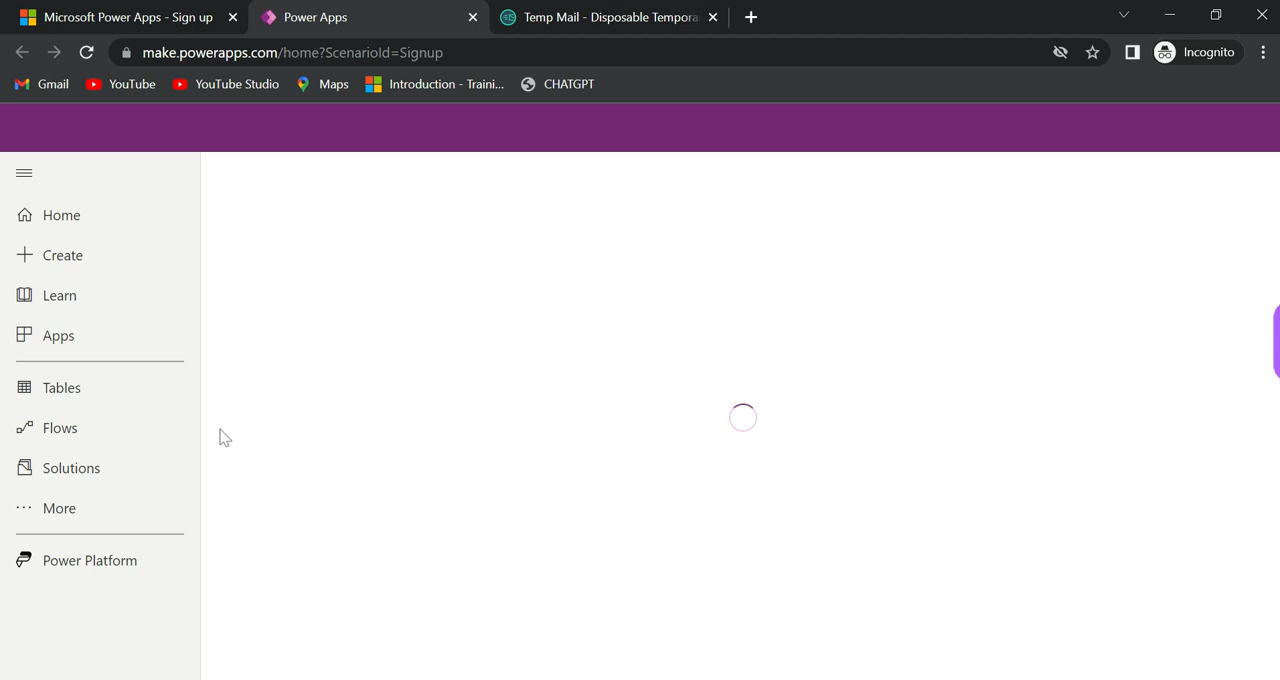 Microsoft Power Apps - Sign up
Power Apps
Temp Mail - Disposable Tempora
make.powerapps.com/home?ScenarioId=Signup
Incognito
Gmail
YouTube
YouTube Studio
Maps
Introduction - Traini...
CHATGPT
Home
Create
Learn
Apps
Tables
Flows
Solutions
More
Power Platform